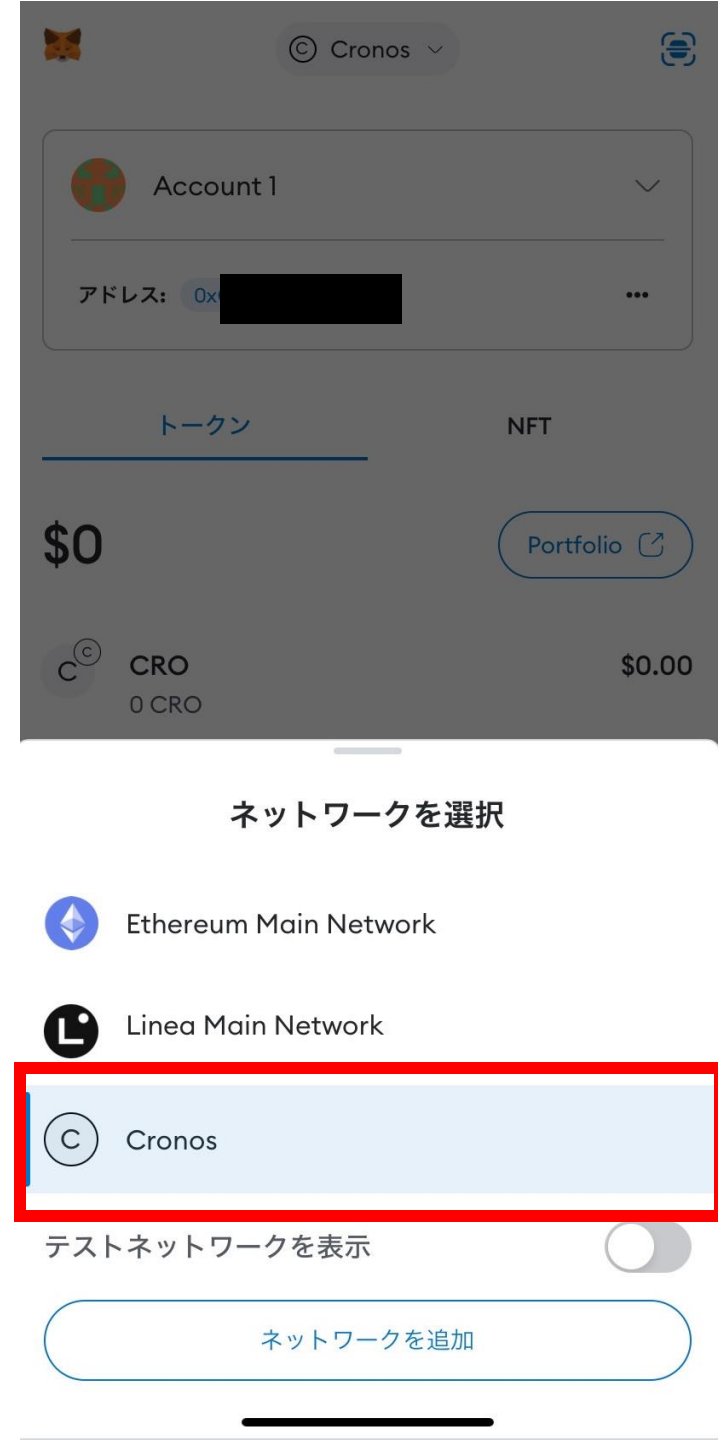 Cronos
Account 1
アドレス: 0x
トークン NFT
$0 Portfolio
CRO $0.00
0 CRO
ネットワークを選択
Ethereum Main Network
Linea Main Network
Cronos
テストネットワークを表示
ネットワークを追加